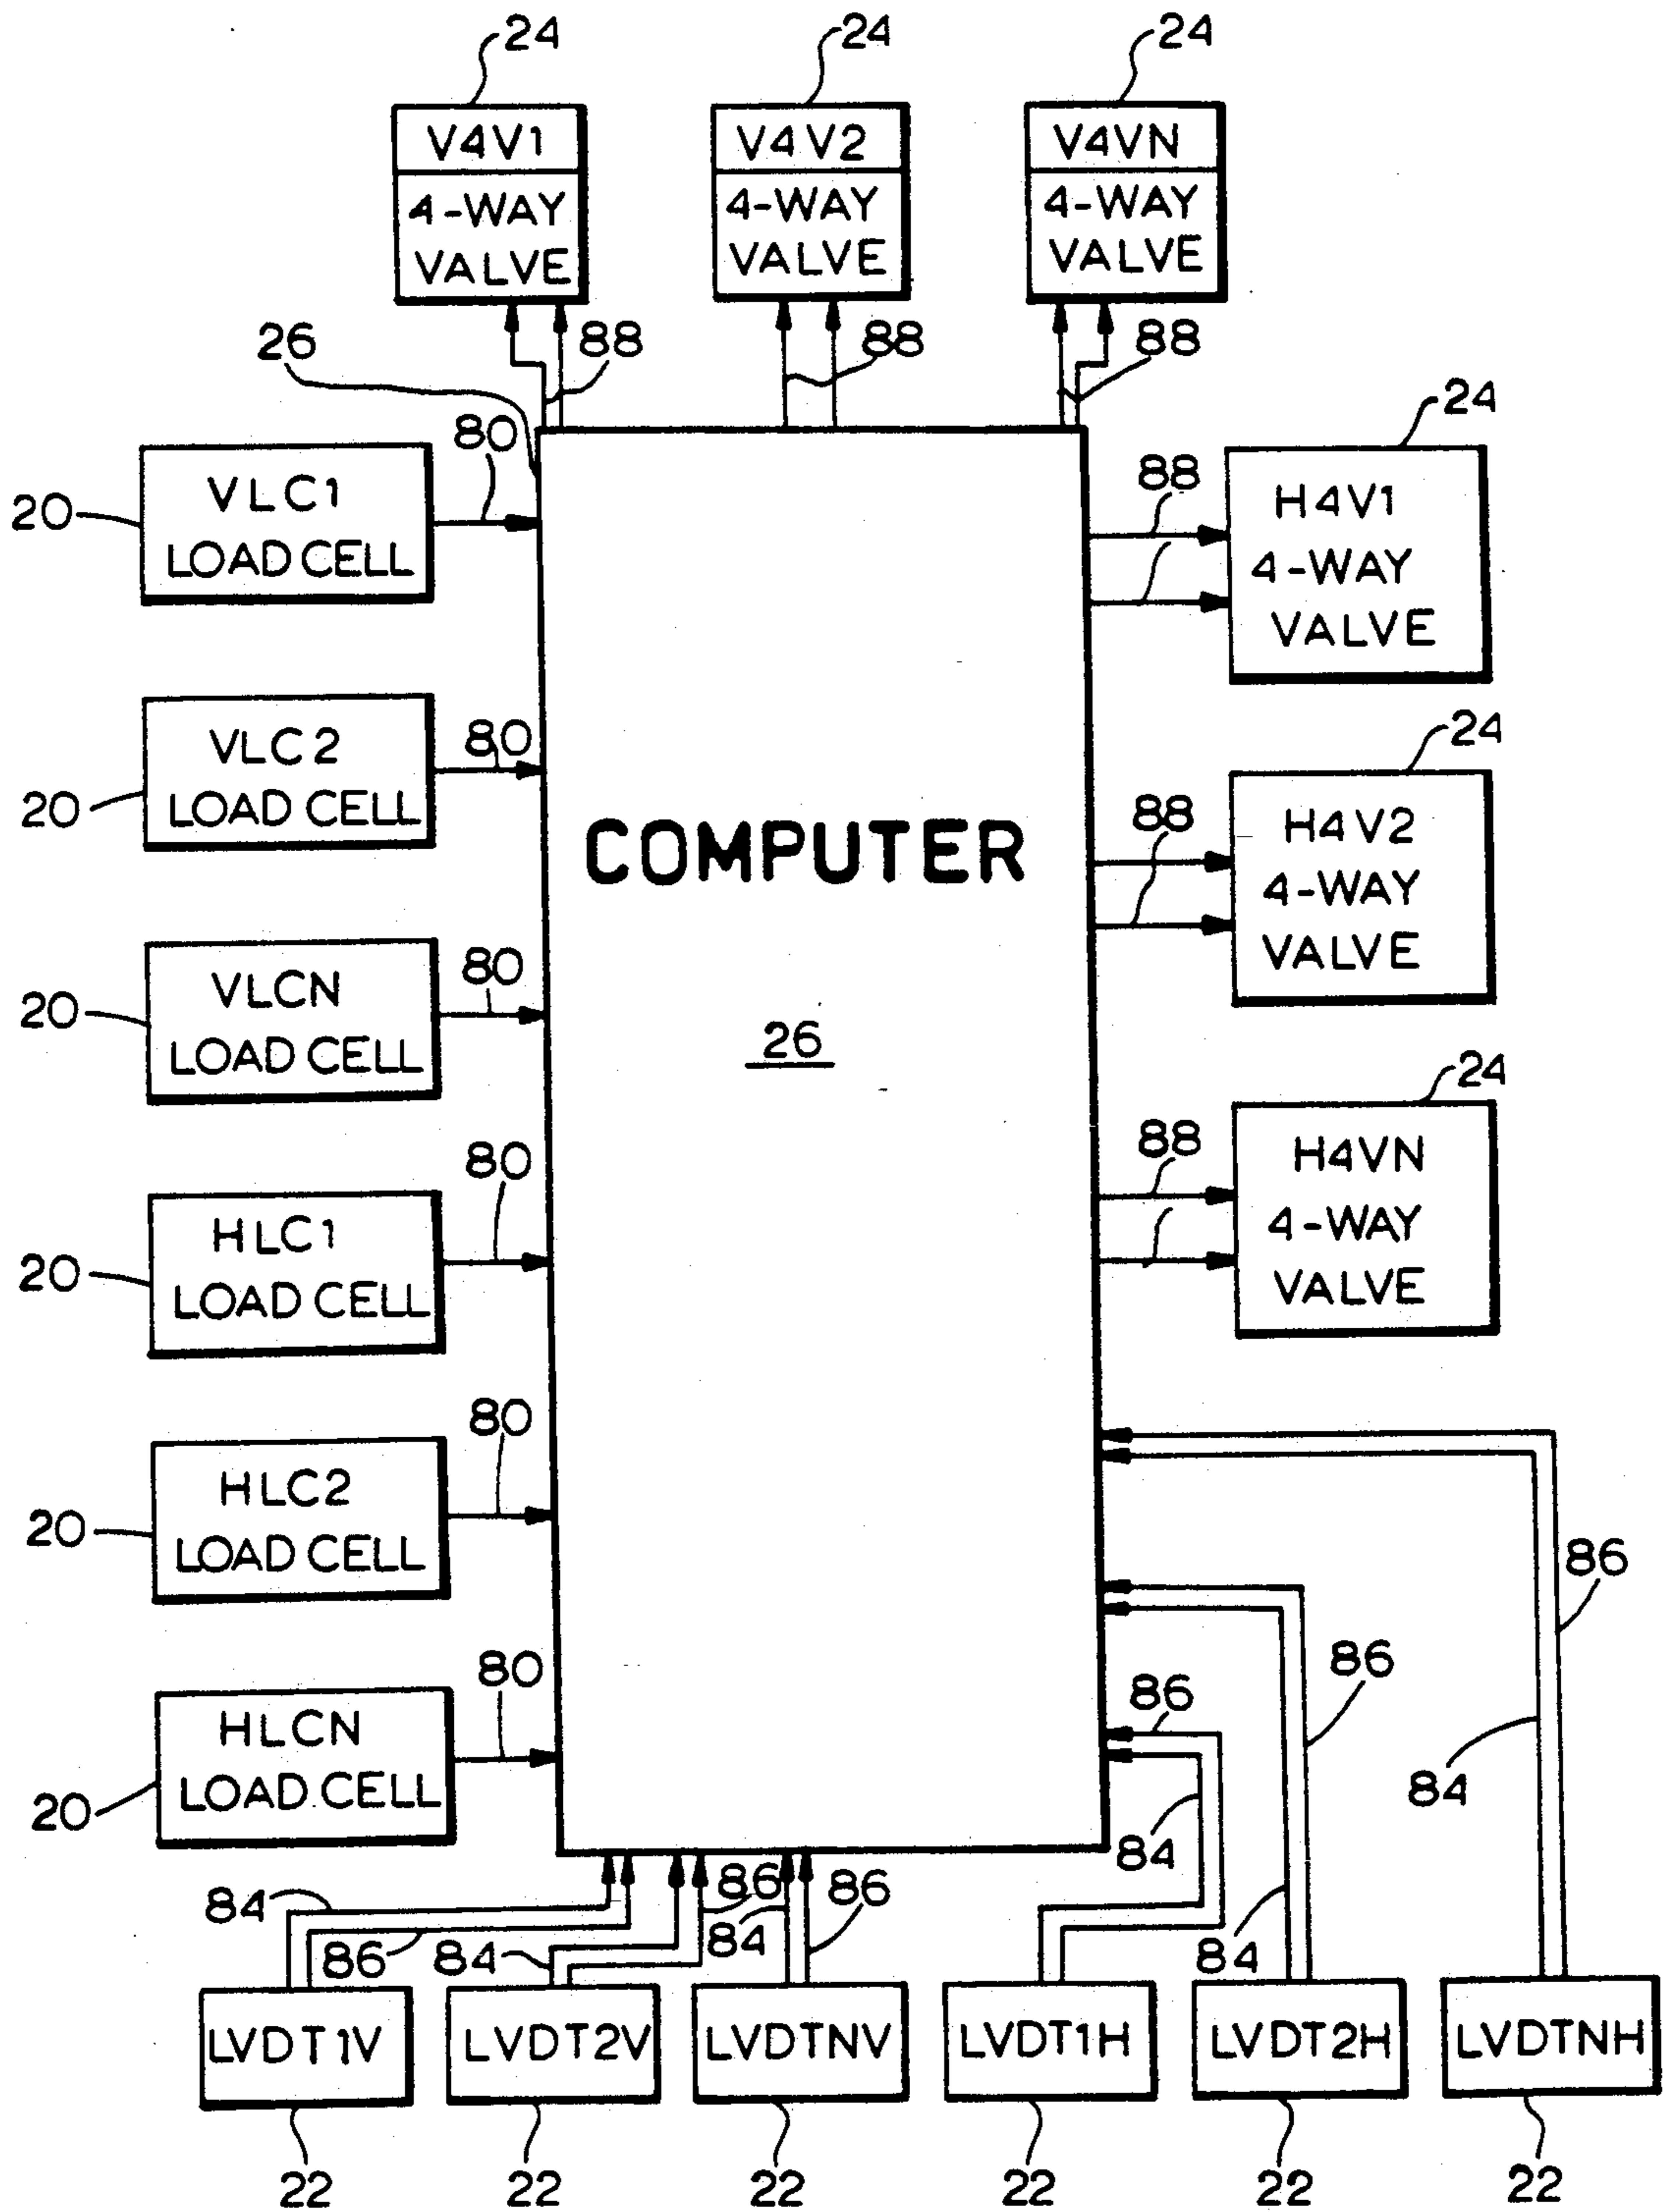 24
24
24
V4V1
V4V2
V4VN
4-WAY
VALVE
4-WAY
VALVE
4-WAY
VALVE
88
88
88
26
80
VLC1
LOAD CELL
20
80
VLC2
LOAD CELL
20
80
VLCN
LOAD CELL
20
80
HLC1
LOAD CELL
20
80
HLC2
LOAD CELL
20
80
HLCN
LOAD CELL
20
COMPUTER
26
24
88
H4V1
4-WAY
VALVE
24
88
H4V2
4-WAY
VALVE
24
88
H4VN
4-WAY
VALVE
86
86
86
84
84
84
84
86
84
86
84
86
LVDT1V
LVDT2V
LVDTNV
LVDT1H
LVDT2H
LVDTNH
22
22
22
22
22
22